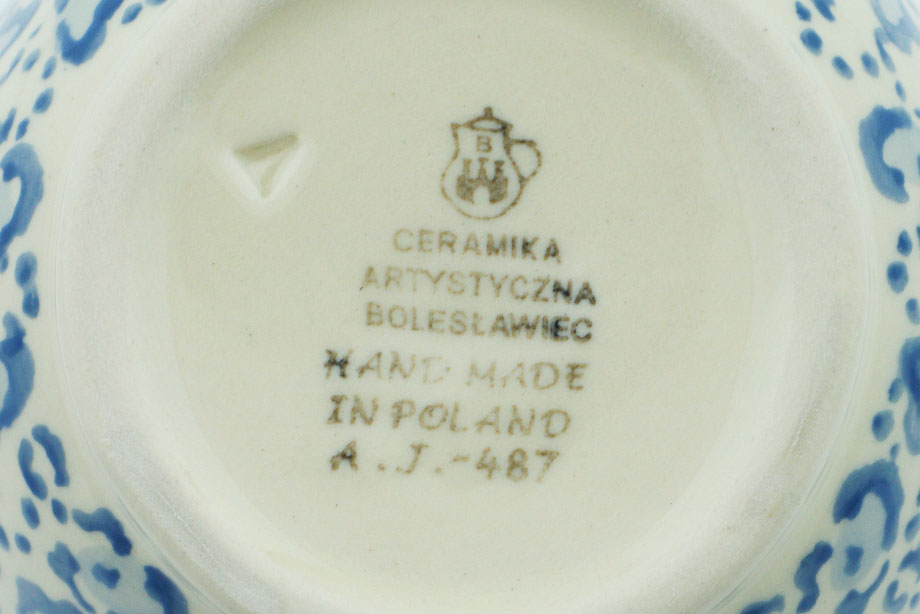 B
CERAMIKA
ARTYSTYCZNA
BOLESŁAWIEC
HAND MADE
IN POLAND
A.J.-487